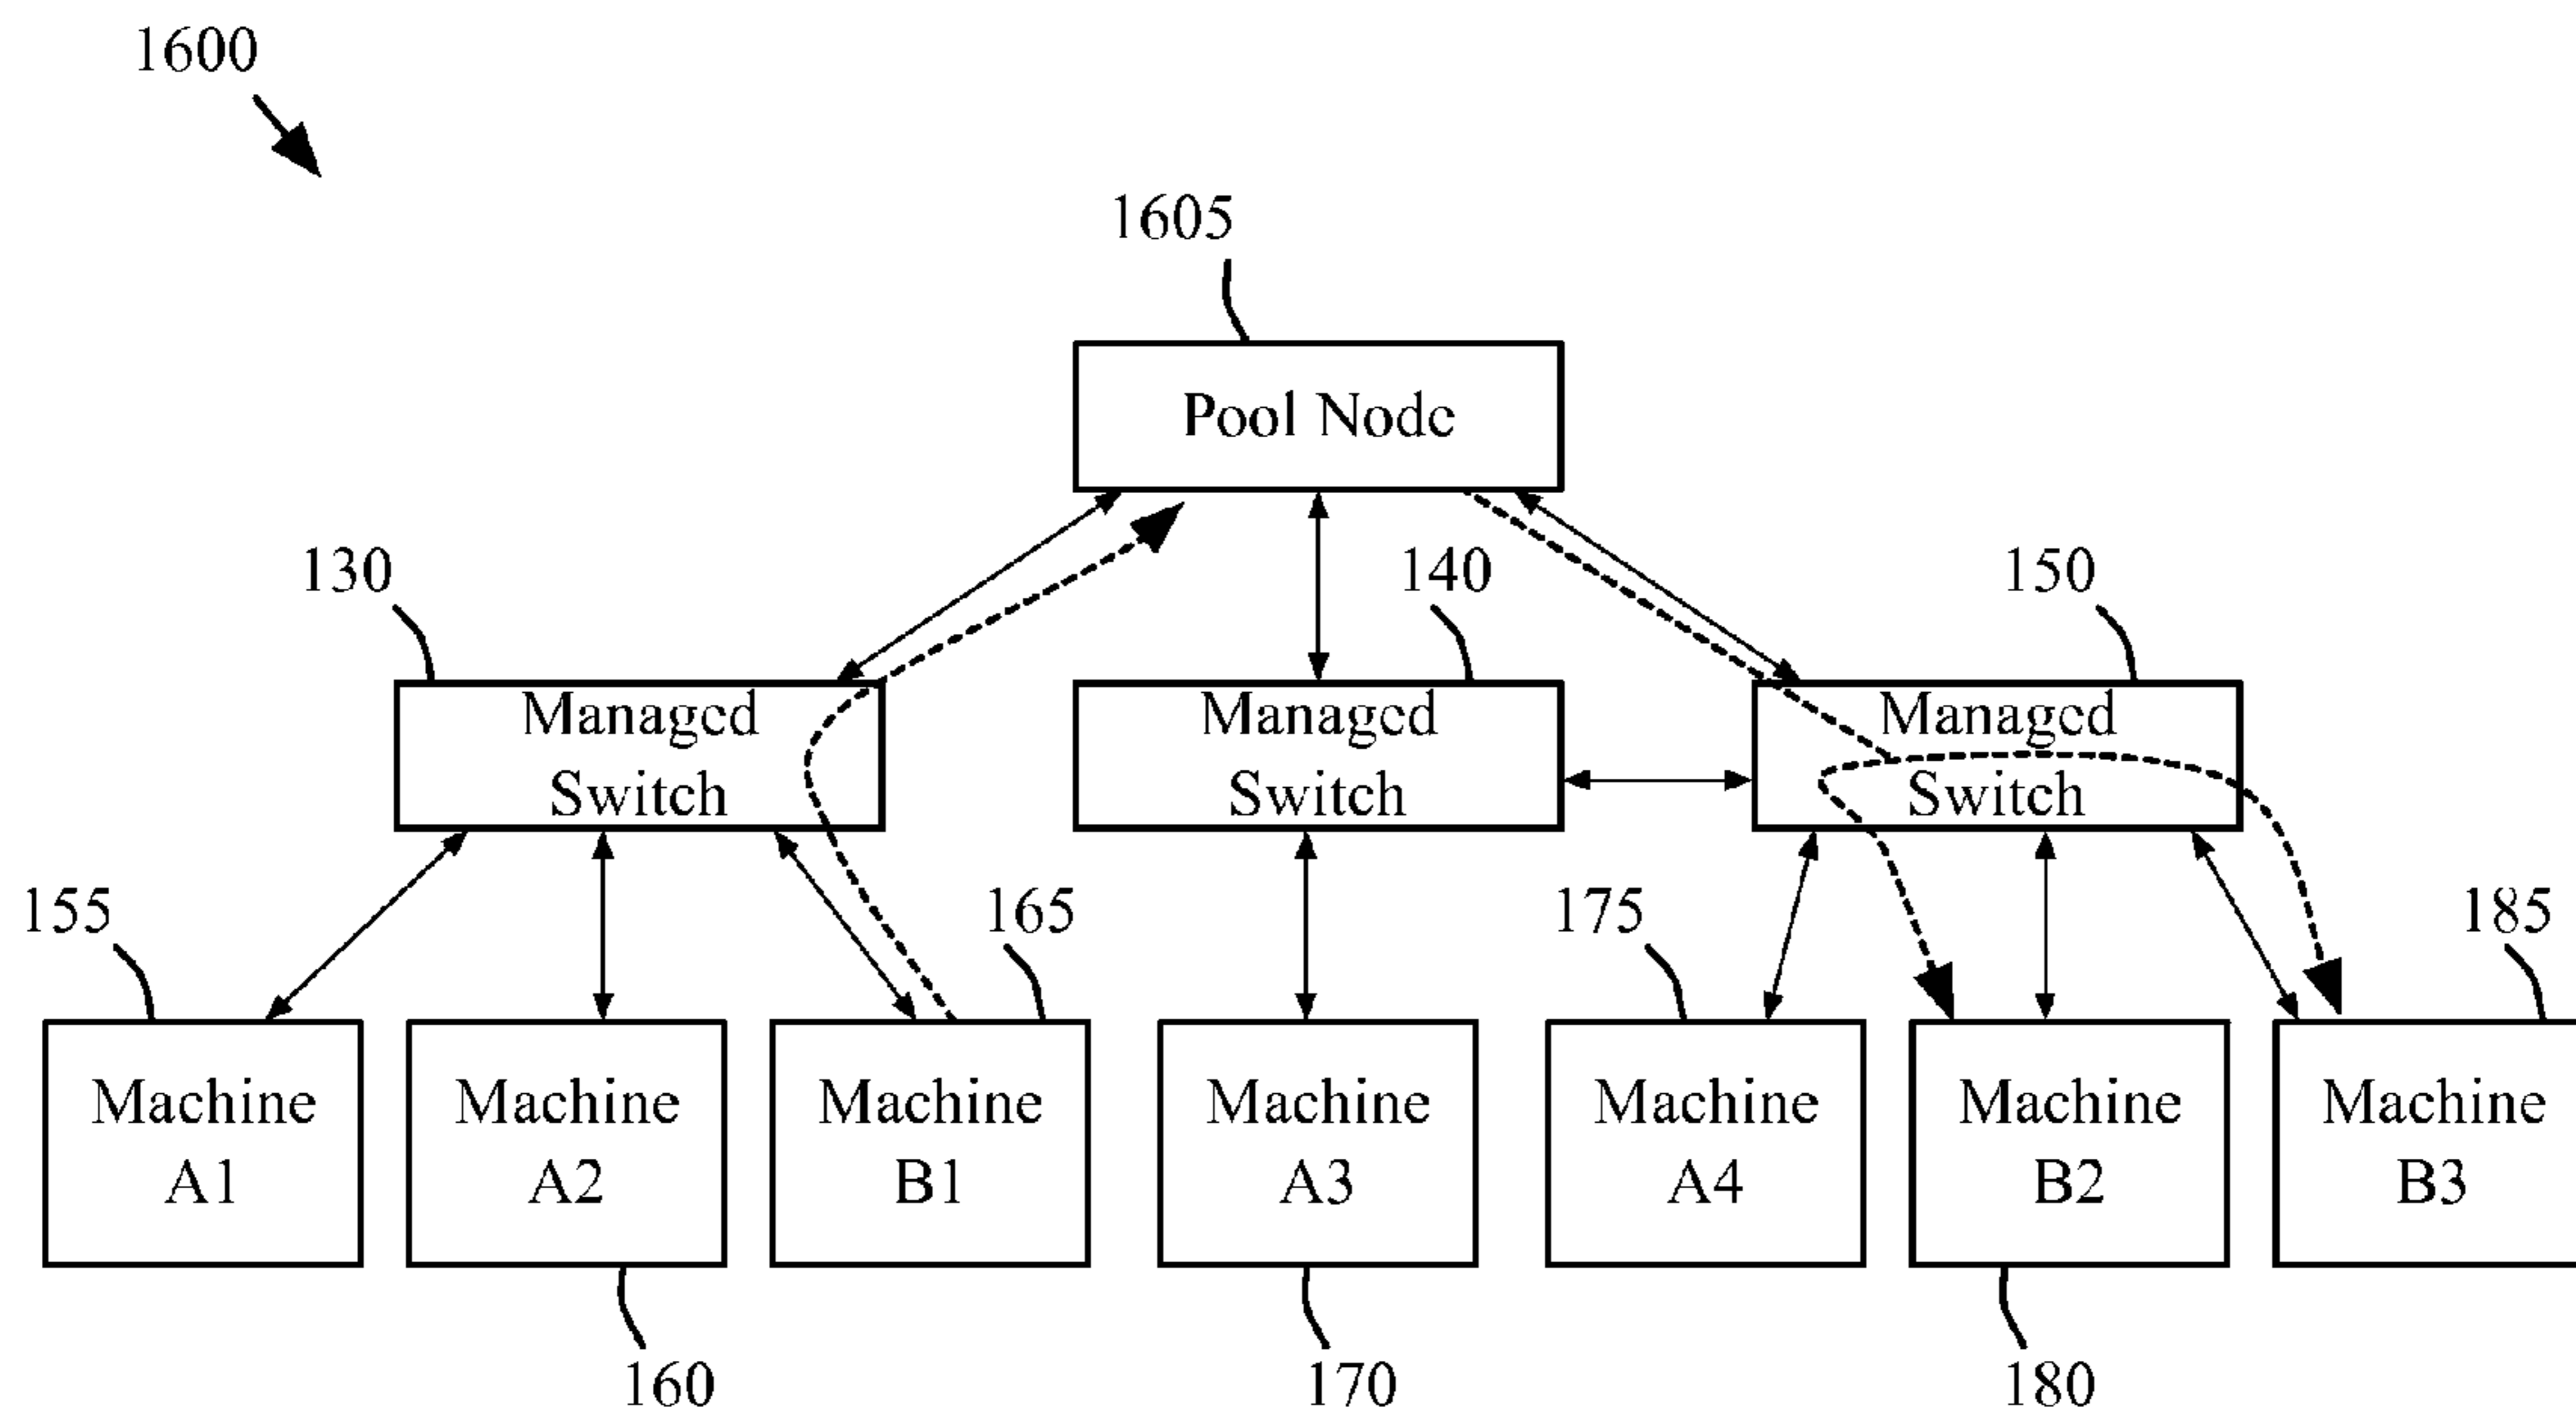 1600
1605
Pool Node
130
140
150
Managed
Switch
Managed
Switch
Managed
Switch
155
165
175
185
Machine
A1
Machine
A2
Machine
B1
Machine
A3
Machine
A4
Machine
B2
Machine
B3
160
170
180